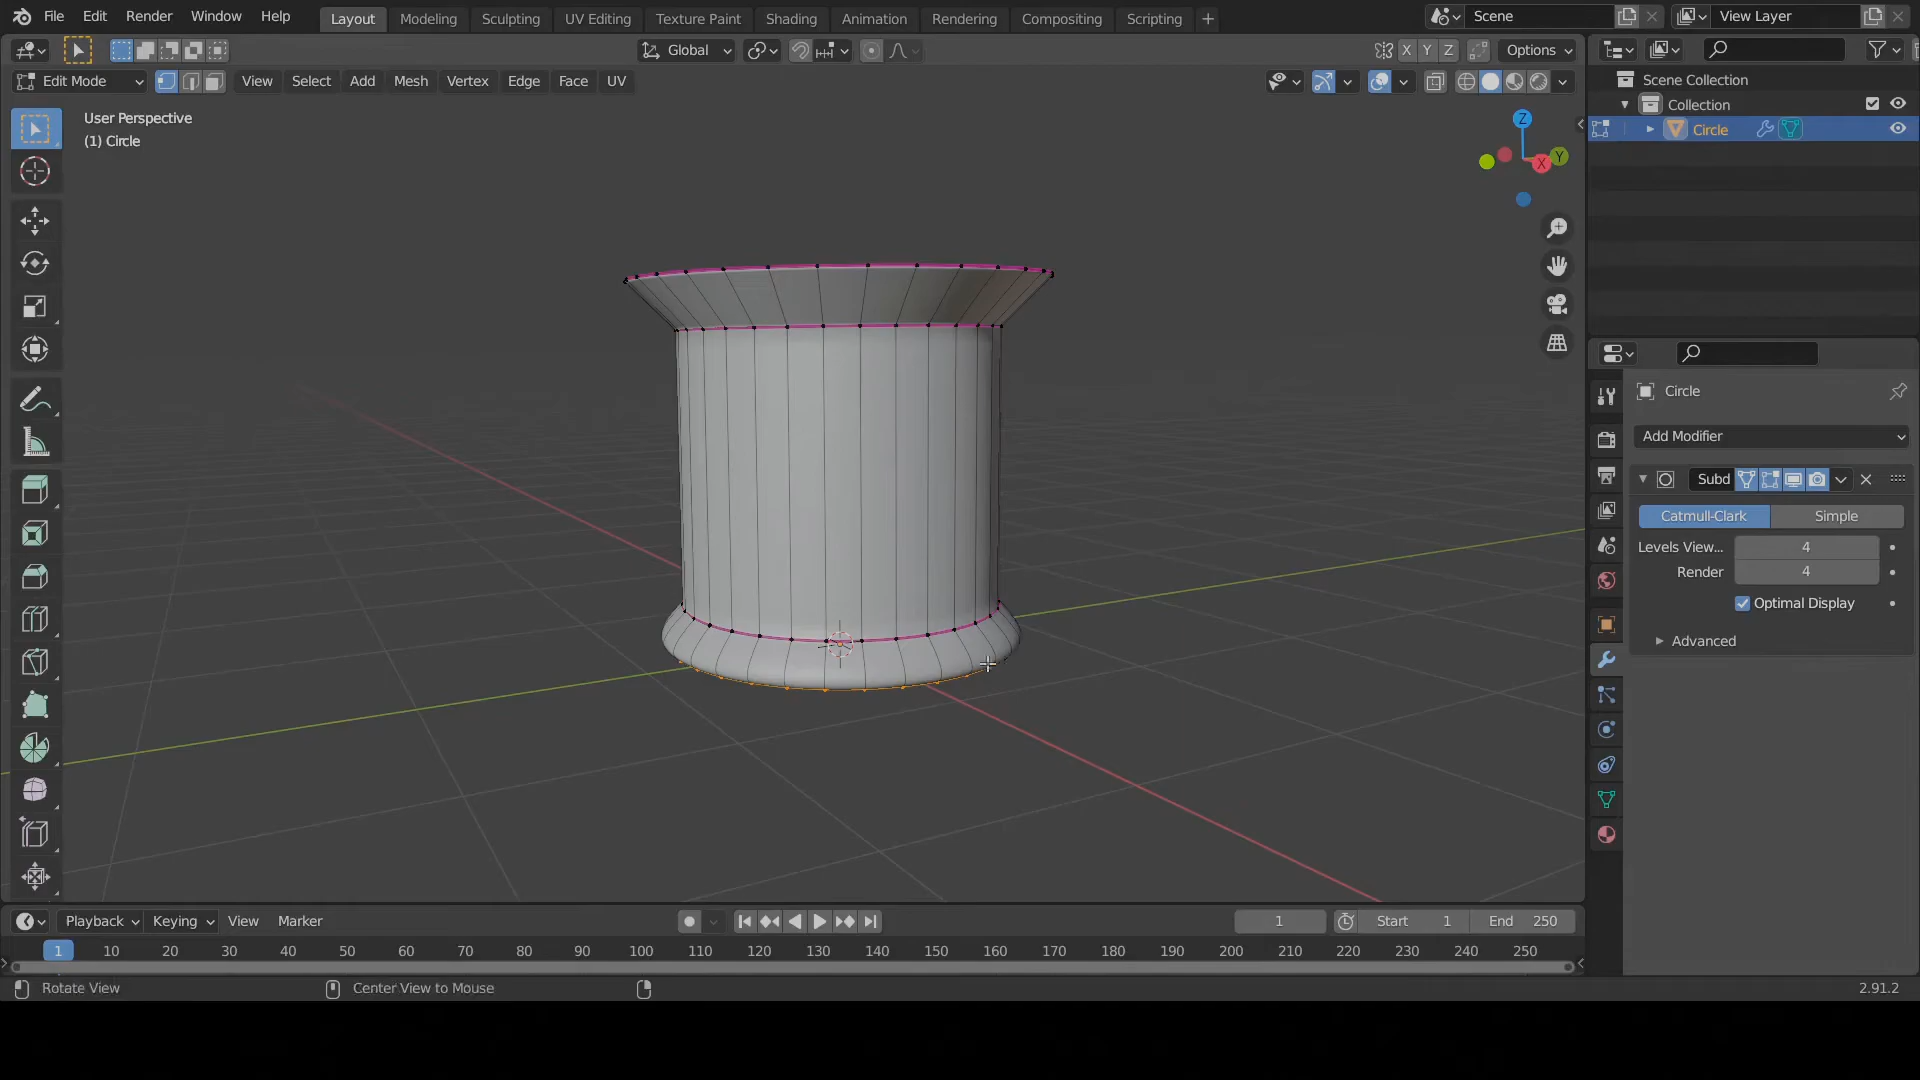 File Edit Render Window Help Layout Modeling Sculpting UV Editing Texture Paint Shading Animation Rendering Compositing Scripting + Scene View Layer
Global X Y Z Options
Edit Mode View Select Add Mesh Vertex Edge Face UV
User Perspective
(1) Circle
Z
Y
X
Scene Collection
Collection
Circle
Circle
Add Modifier
Subd
Catmull-Clark Simple
Levels View... 4
Render 4
Optimal Display
Advanced
Playback Keying View Marker 1 Start 1 End 250
1 10 20 30 40 50 60 70 80 90 100 110 120 130 140 150 160 170 180 190 200 210 220 230 240 250
Rotate View Center View to Mouse 2.91.2